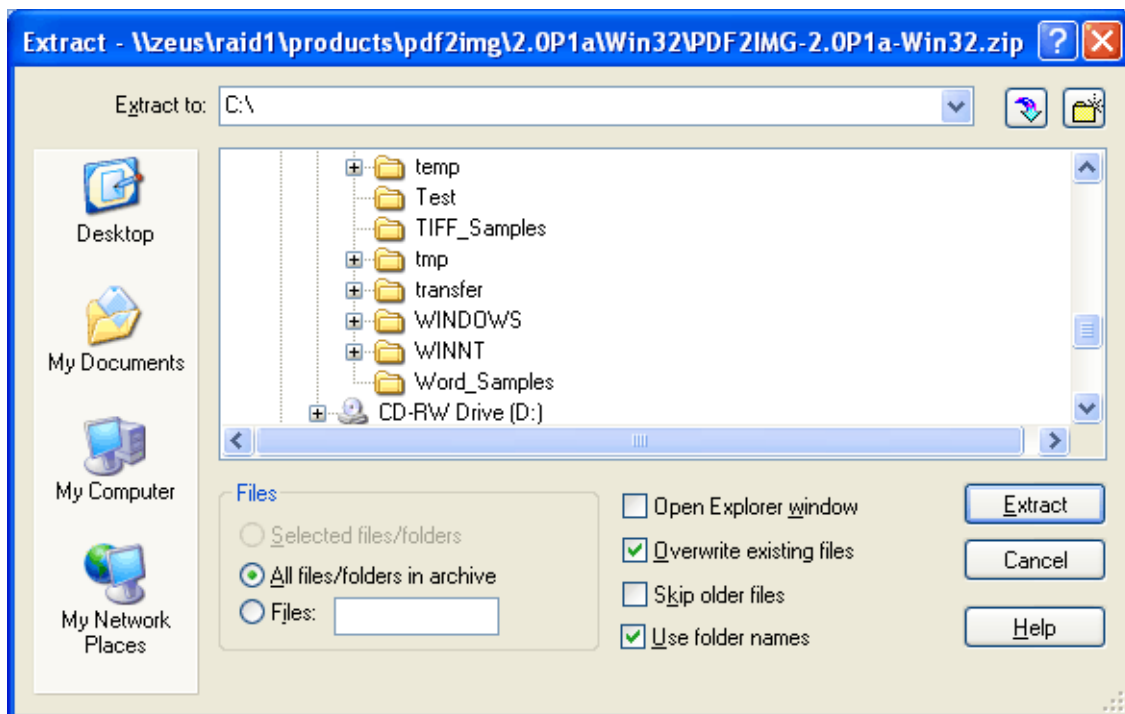 Extract - \\zeus\raid1\products\pdf2img\2.0P1a\Win32\PDF2IMG-2.0P1a-Win32.zip
Extract to: C:\
temp
Test
TIFF_Samples
tmp
transfer
WINDOWS
WINNT
Word_Samples
CD-RW Drive (D:)
Desktop
My Documents
My Computer
My Network
Places
Files
Selected files/folders
All files/folders in archive
Files:
Open Explorer window
Overwrite existing files
Skip older files
Use folder names
Extract
Cancel
Help